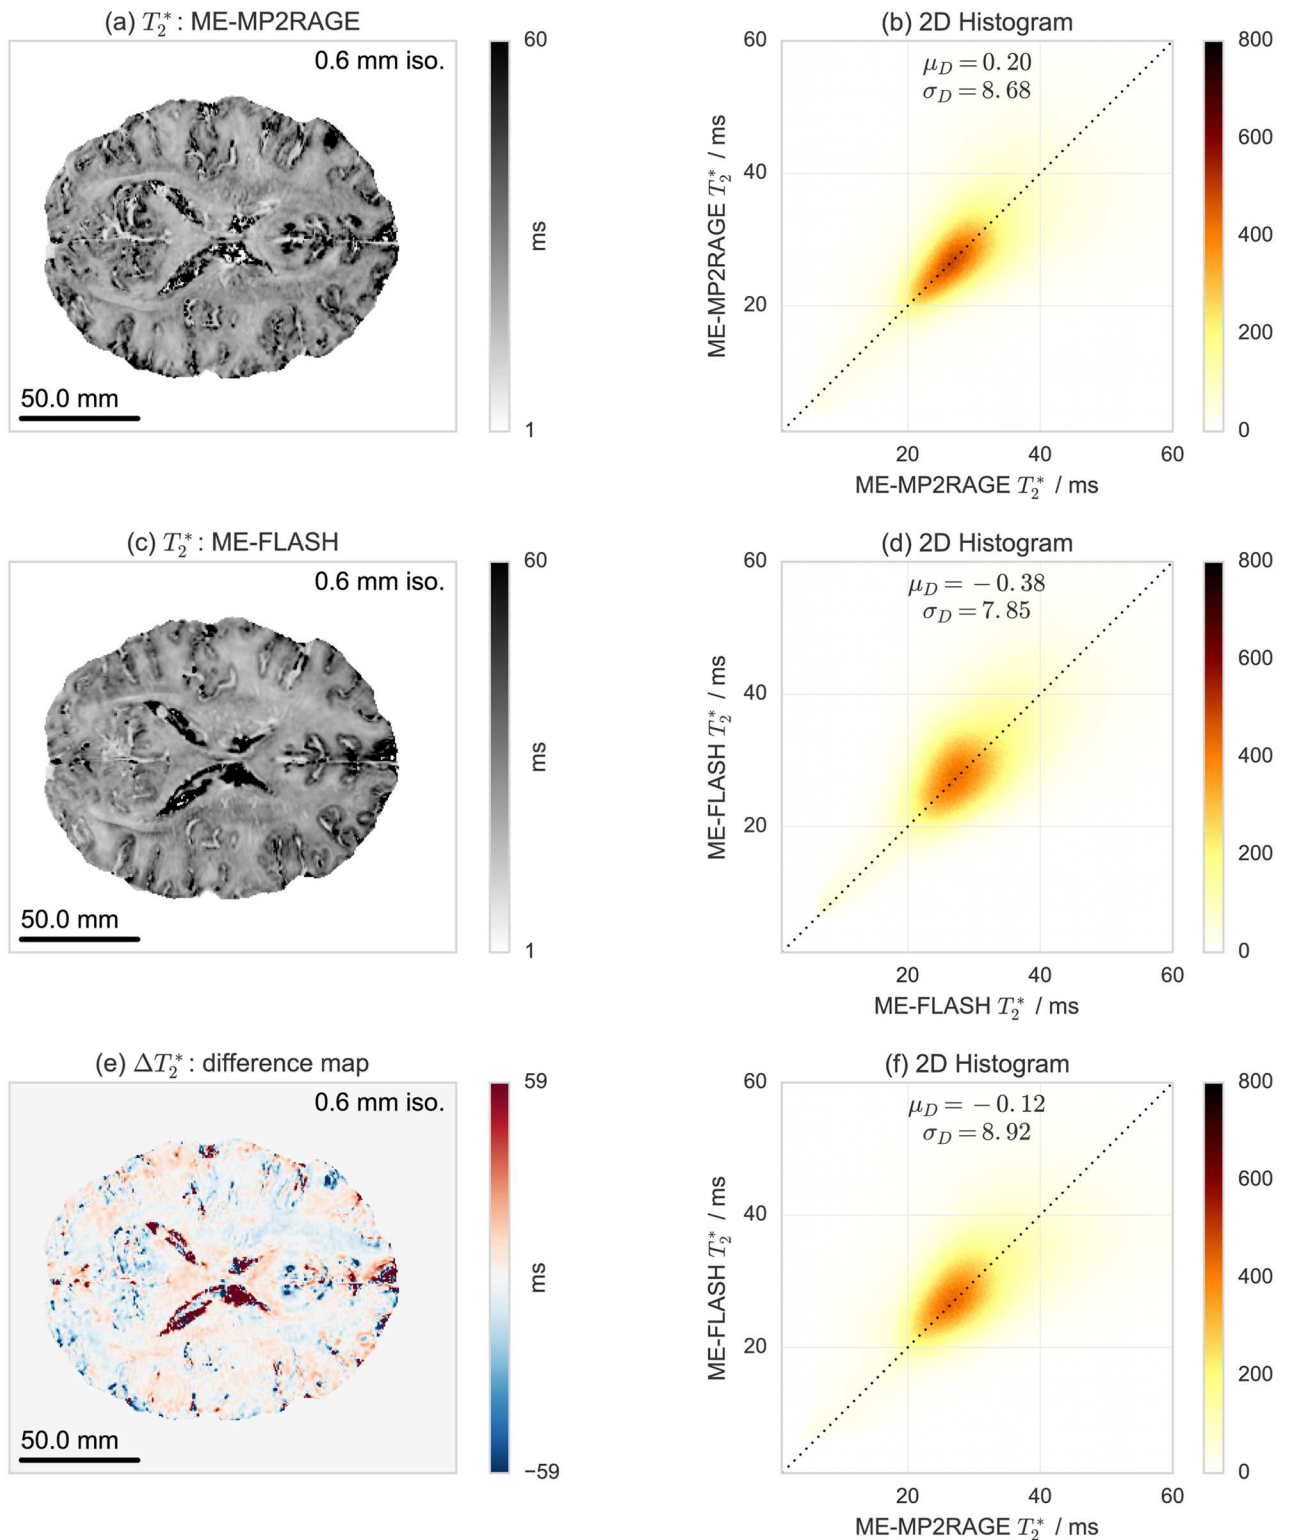 (a) T₂* : ME-MP2RAGE
0.6 mm iso.
50.0 mm
60
ms
1
(b) 2D Histogram
μ_D = 0.20
σ_D = 8.68
ME-MP2RAGE T₂* / ms
60
40
20
20 40 60
ME-MP2RAGE T₂* / ms
800
600
400
200
0
(c) T₂* : ME-FLASH
0.6 mm iso.
50.0 mm
60
ms
1
(d) 2D Histogram
μ_D = −0.38
σ_D = 7.85
ME-FLASH T₂* / ms
60
40
20
20 40 60
ME-FLASH T₂* / ms
800
600
400
200
0
(e) ΔT₂* : difference map
0.6 mm iso.
50.0 mm
59
ms
−59
(f) 2D Histogram
μ_D = −0.12
σ_D = 8.92
ME-FLASH T₂* / ms
60
40
20
20 40 60
ME-MP2RAGE T₂* / ms
800
600
400
200
0